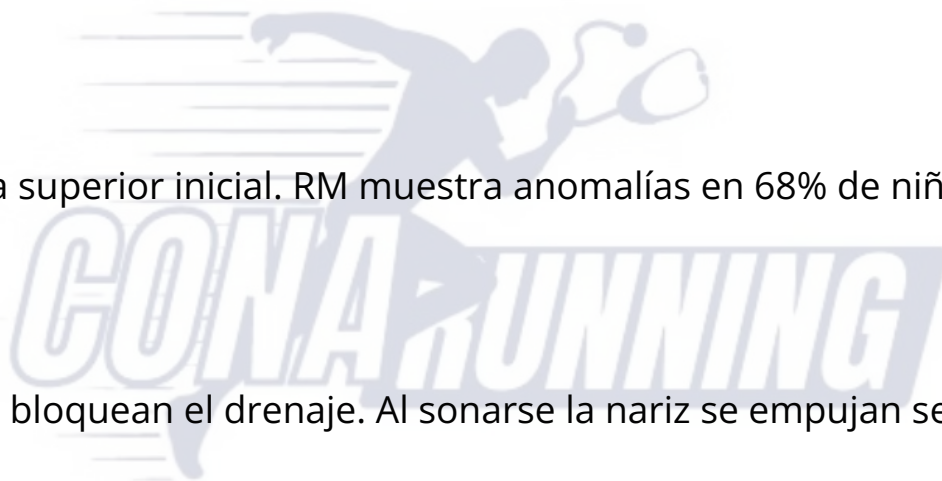 a superior inicial. RM muestra anomalías en 68% de niñ
CONARUNNING
bloquean el drenaje. Al sonarse la nariz se empujan se